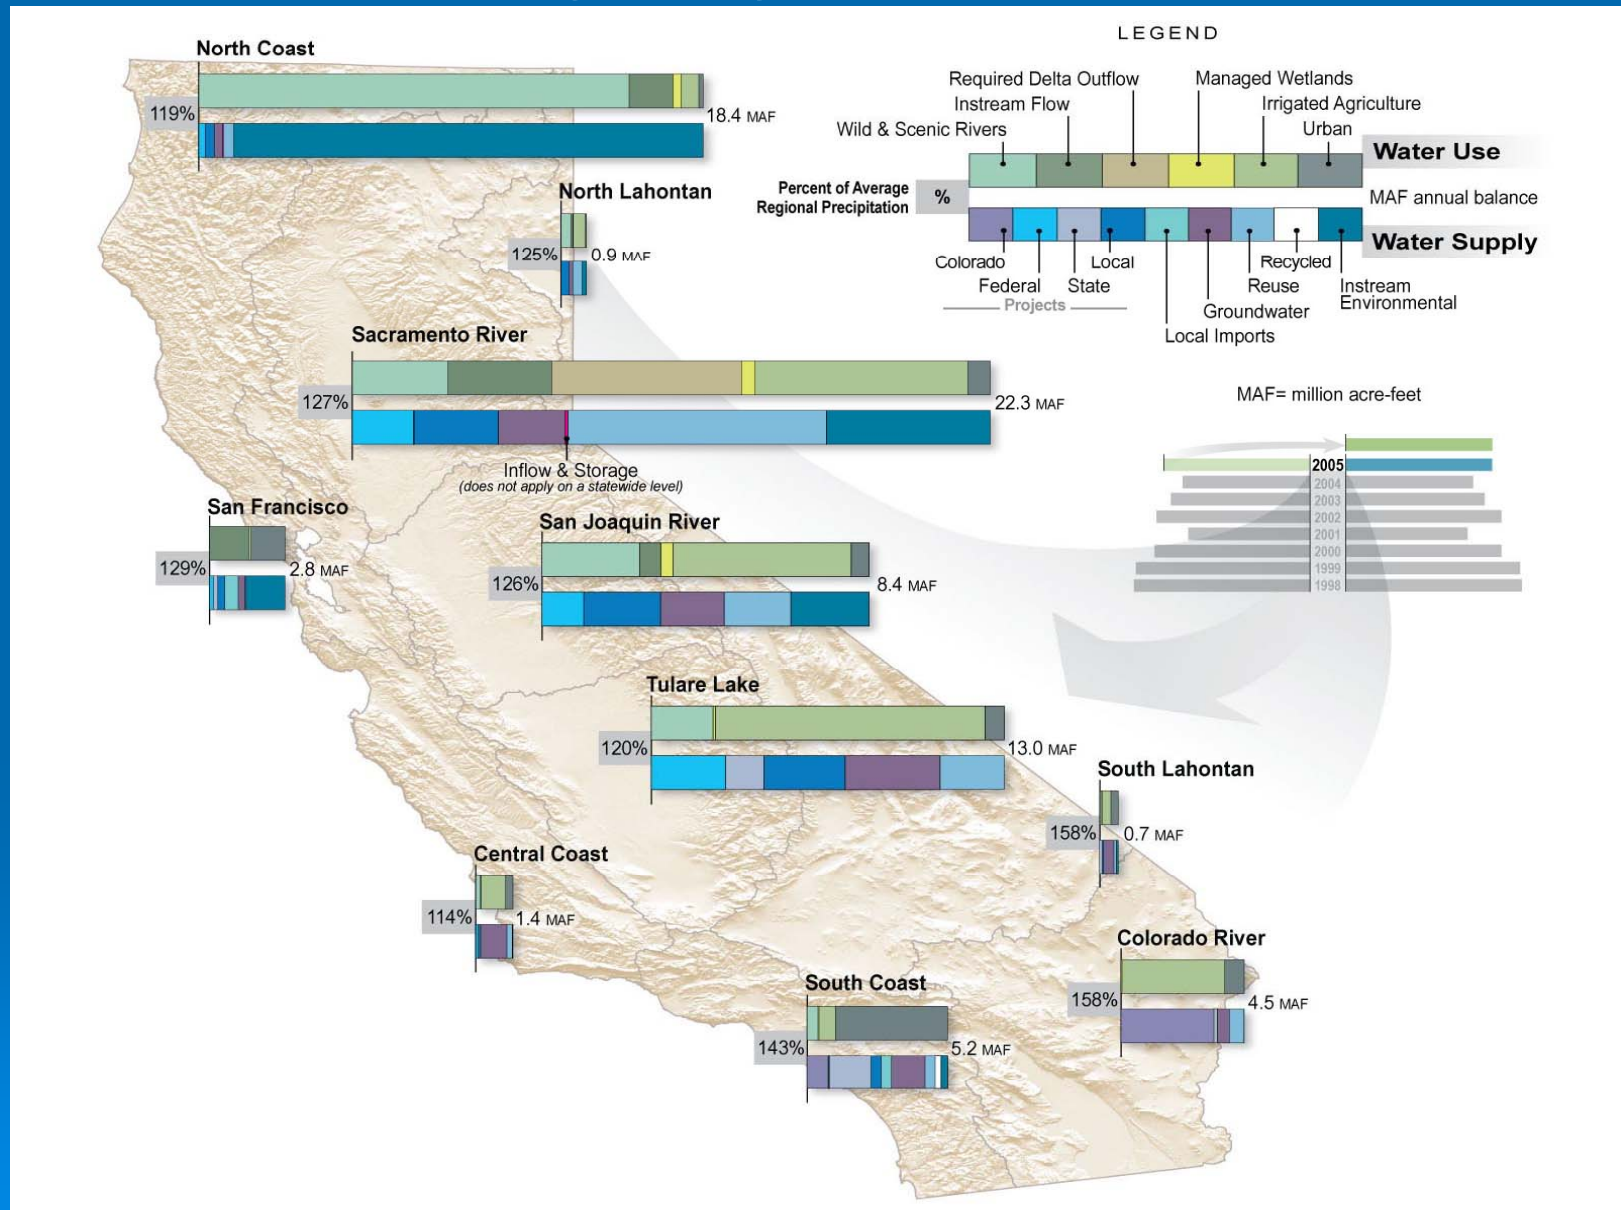 North Coast
119%
18.4 MAF
North Lahontan
125%
0.9 MAF
Sacramento River
127%
22.3 MAF
Inflow & Storage
(does not apply on a statewide level)
San Francisco
129%
2.8 MAF
San Joaquin River
126%
8.4 MAF
Tulare Lake
120%
13.0 MAF
South Lahontan
158%
0.7 MAF
Central Coast
114%
1.4 MAF
Colorado River
158%
4.5 MAF
South Coast
143%
5.2 MAF
LEGEND
Required Delta Outflow
Managed Wetlands
Instream Flow
Irrigated Agriculture
Wild & Scenic Rivers
Urban
Water Use
Percent of Average
Regional Precipitation
%
MAF annual balance
Water Supply
Colorado
Local
Recycled
Federal
State
Reuse
Instream
Environmental
Projects
Groundwater
Local Imports
MAF= million acre-feet
2005
2004
2003
2002
2001
2000
1999
1998